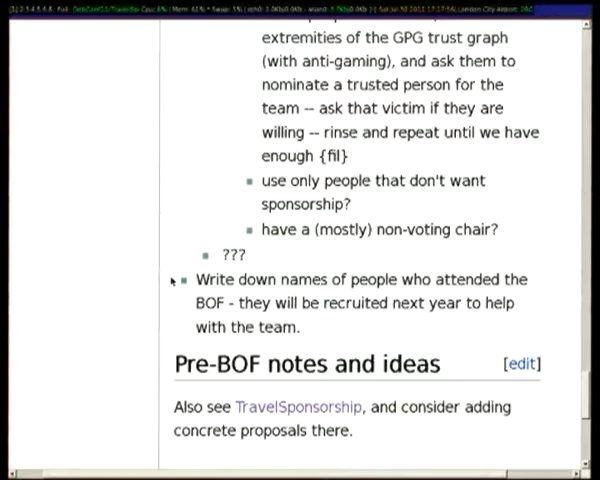 extremities of the GPG trust graph
(with anti-gaming), and ask them to
nominate a trusted person for the
team -- ask that victim if they are
willing -- rinse and repeat until we have
enough {fil}
use only people that don't want
sponsorship?
have a (mostly) non-voting chair?
???
Write down names of people who attended the
BOF - they will be recruited next year to help
with the team.
Pre-BOF notes and ideas [edit]
Also see TravelSponsorship, and consider adding
concrete proposals there.